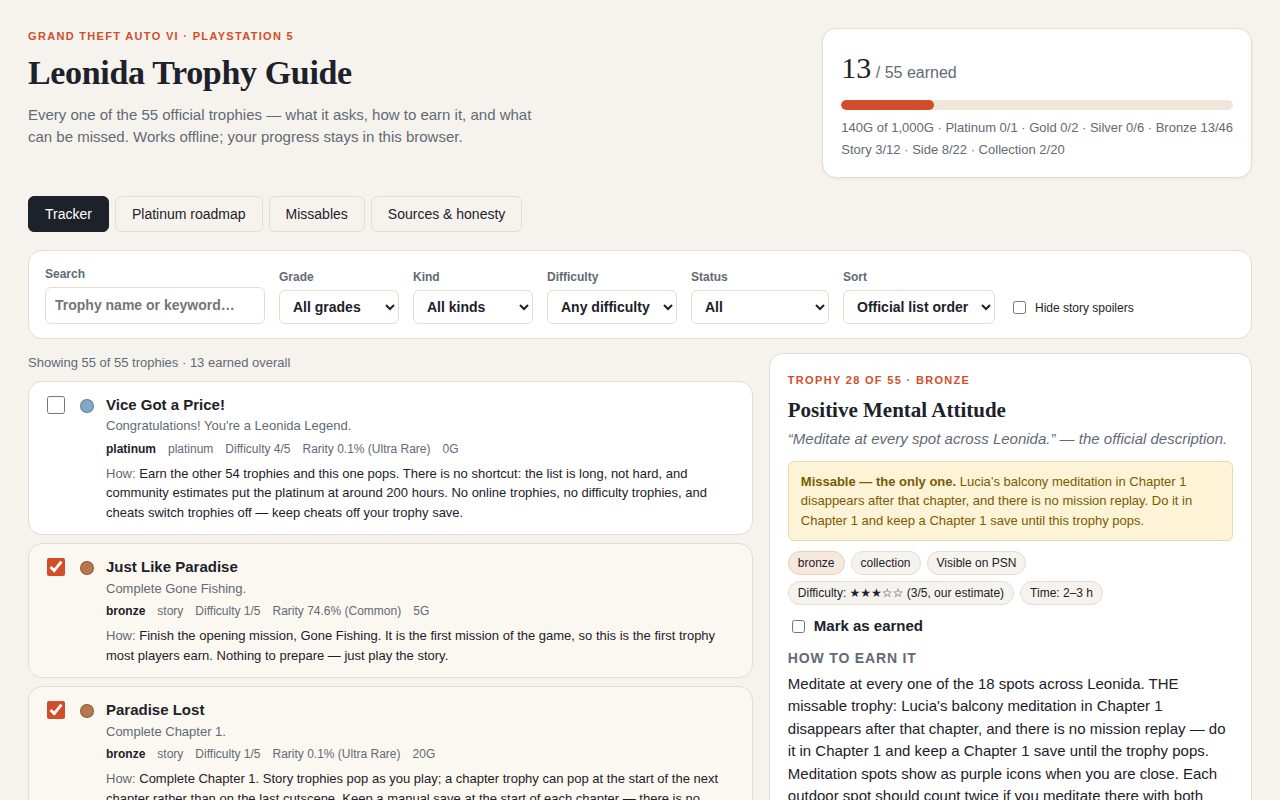 GRAND THEFT AUTO VI · PLAYSTATION 5
Leonida Trophy Guide
Every one of the 55 official trophies — what it asks, how to earn it, and what
can be missed. Works offline; your progress stays in this browser.
13 / 55 earned
140G of 1,000G · Platinum 0/1 · Gold 0/2 · Silver 0/6 · Bronze 13/46
Story 3/12 · Side 8/22 · Collection 2/20
Tracker
Platinum roadmap
Missables
Sources & honesty
Search
Trophy name or keyword…
Grade
All grades
Kind
All kinds
Difficulty
Any difficulty
Status
All
Sort
Official list order
Hide story spoilers
Showing 55 of 55 trophies · 13 earned overall
Vice Got a Price!
Congratulations! You're a Leonida Legend.
platinum platinum Difficulty 4/5 Rarity 0.1% (Ultra Rare) 0G
How: Earn the other 54 trophies and this one pops. There is no shortcut: the list is long, not hard, and
community estimates put the platinum at around 200 hours. No online trophies, no difficulty trophies, and
cheats switch trophies off — keep cheats off your trophy save.
Just Like Paradise
Complete Gone Fishing.
bronze story Difficulty 1/5 Rarity 74.6% (Common) 5G
How: Finish the opening mission, Gone Fishing. It is the first mission of the game, so this is the first trophy
most players earn. Nothing to prepare — just play the story.
Paradise Lost
Complete Chapter 1.
bronze story Difficulty 1/5 Rarity 0.1% (Ultra Rare) 20G
How: Complete Chapter 1. Story trophies pop as you play; a chapter trophy can pop at the start of the next
chapter rather than on the last cutscene. Keep a manual save at the start of each chapter — there is no
TROPHY 28 OF 55 · BRONZE
Positive Mental Attitude
“Meditate at every spot across Leonida.” — the official description.
Missable — the only one. Lucia's balcony meditation in Chapter 1
disappears after that chapter, and there is no mission replay. Do it in
Chapter 1 and keep a Chapter 1 save until this trophy pops.
bronze
collection
Visible on PSN
Difficulty: ★★★☆☆ (3/5, our estimate)
Time: 2–3 h
Mark as earned
HOW TO EARN IT
Meditate at every one of the 18 spots across Leonida. THE
missable trophy: Lucia's balcony meditation in Chapter 1
disappears after that chapter, and there is no mission replay — do
it in Chapter 1 and keep a Chapter 1 save until the trophy pops.
Meditation spots show as purple icons when you are close. Each
outdoor spot should count twice if you meditate there with both